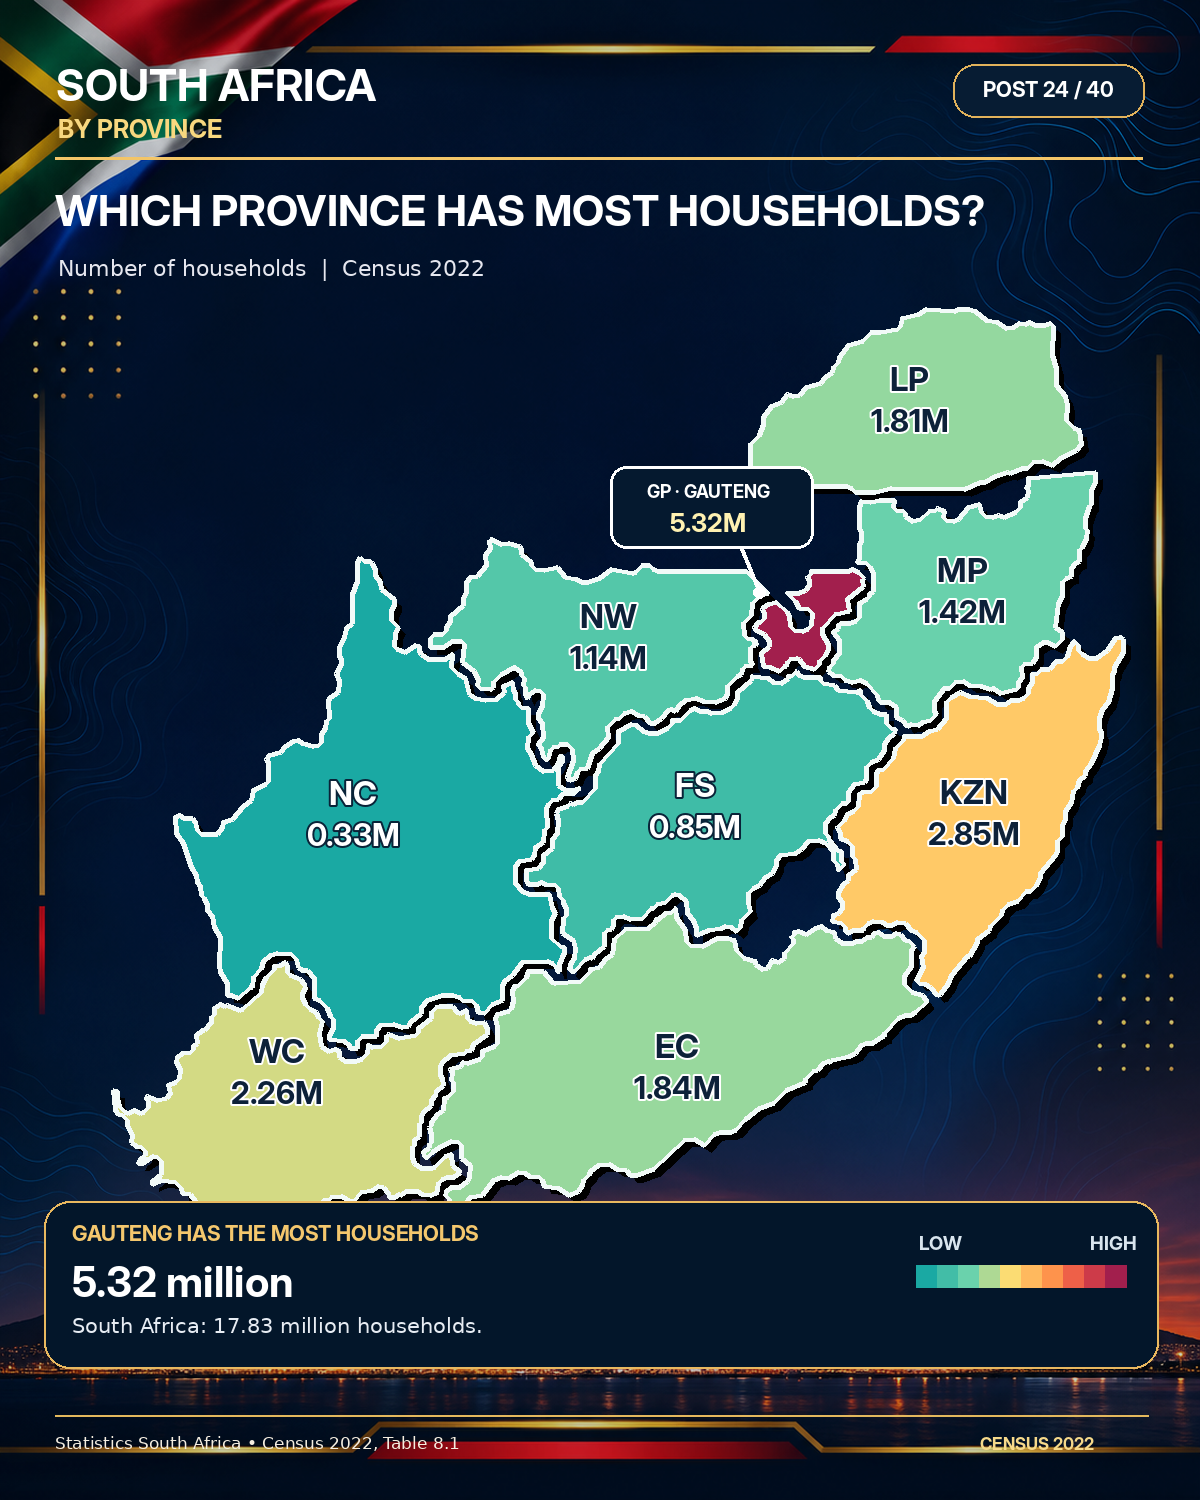 SOUTH AFRICA
BY PROVINCE
POST 24 / 40
WHICH PROVINCE HAS MOST HOUSEHOLDS?
Number of households | Census 2022
LP
1.81M
GP · GAUTENG
5.32M
MP
1.42M
NW
1.14M
NC
0.33M
FS
0.85M
KZN
2.85M
WC
2.26M
EC
1.84M
GAUTENG HAS THE MOST HOUSEHOLDS
5.32 million
South Africa: 17.83 million households.
LOW HIGH
Statistics South Africa • Census 2022, Table 8.1
CENSUS 2022